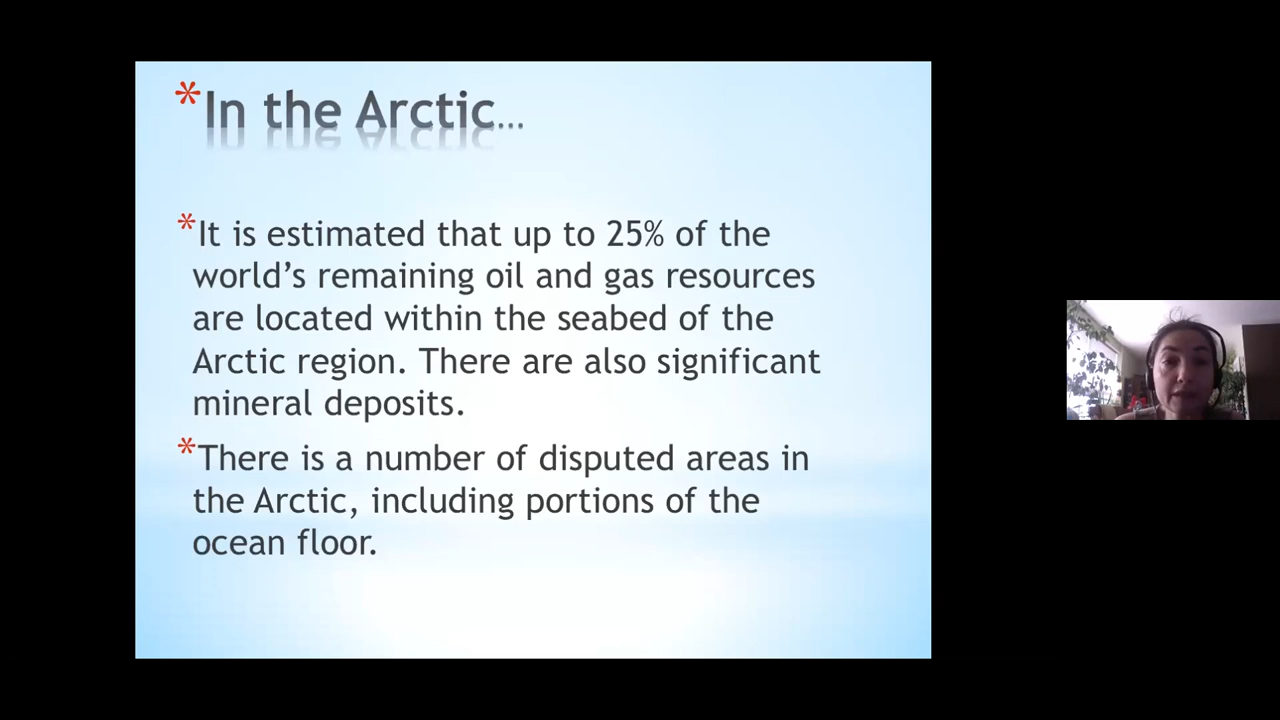 *In the Arctic...
*It is estimated that up to 25% of the
world’s remaining oil and gas resources
are located within the seabed of the
Arctic region. There are also significant
mineral deposits.
*There is a number of disputed areas in
the Arctic, including portions of the
ocean floor.